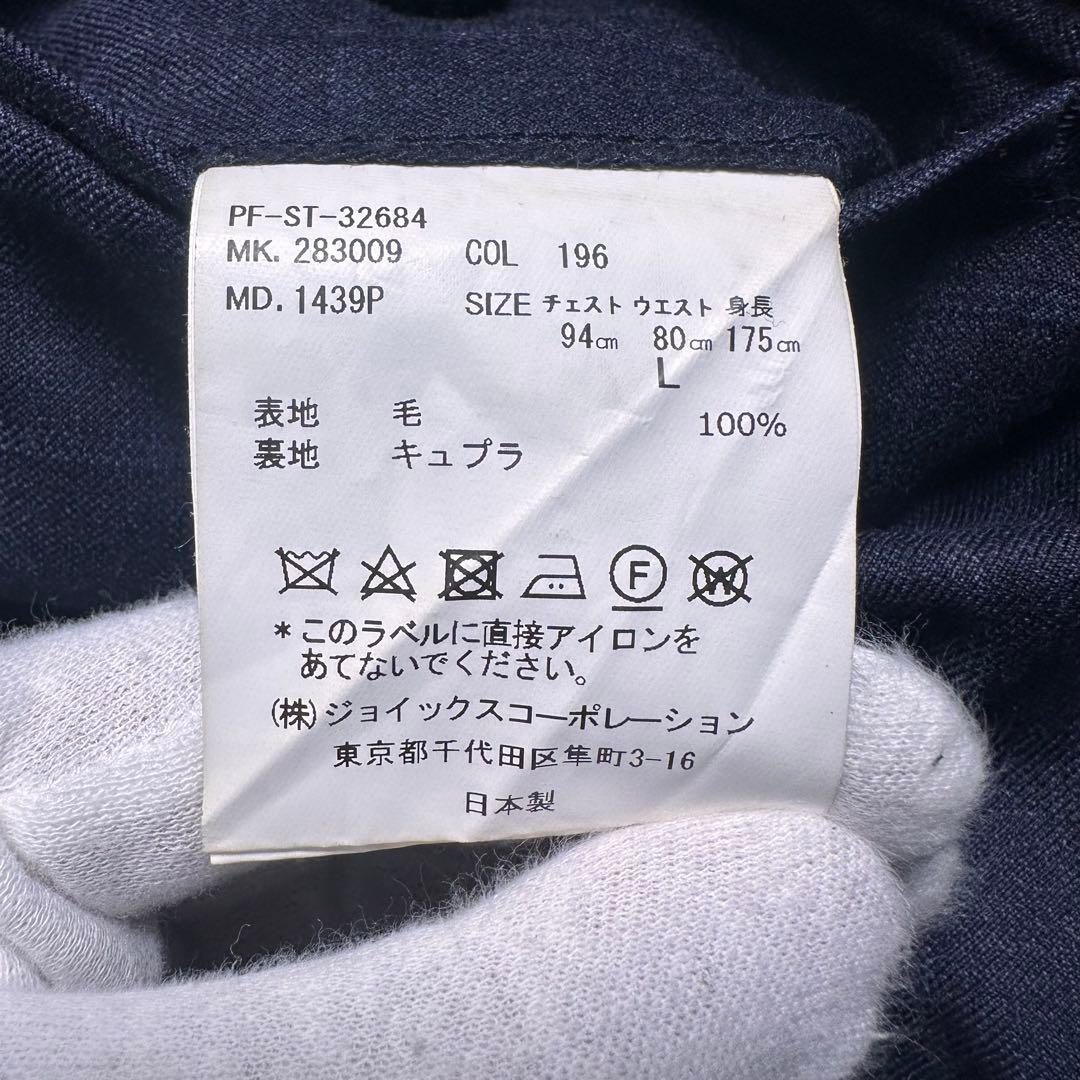 PF-ST-32684
MK. 283009 COL 196
MD. 1439P SIZE チェスト ウエスト 身長
94㎝ 80㎝ 175㎝
L
表地 毛 100%
裏地 キュプラ
F W
*このラベルに直接アイロンを
あてないでください。
(株)ジョイックスコーポレーション
東京都千代田区隼町3-16
日本製